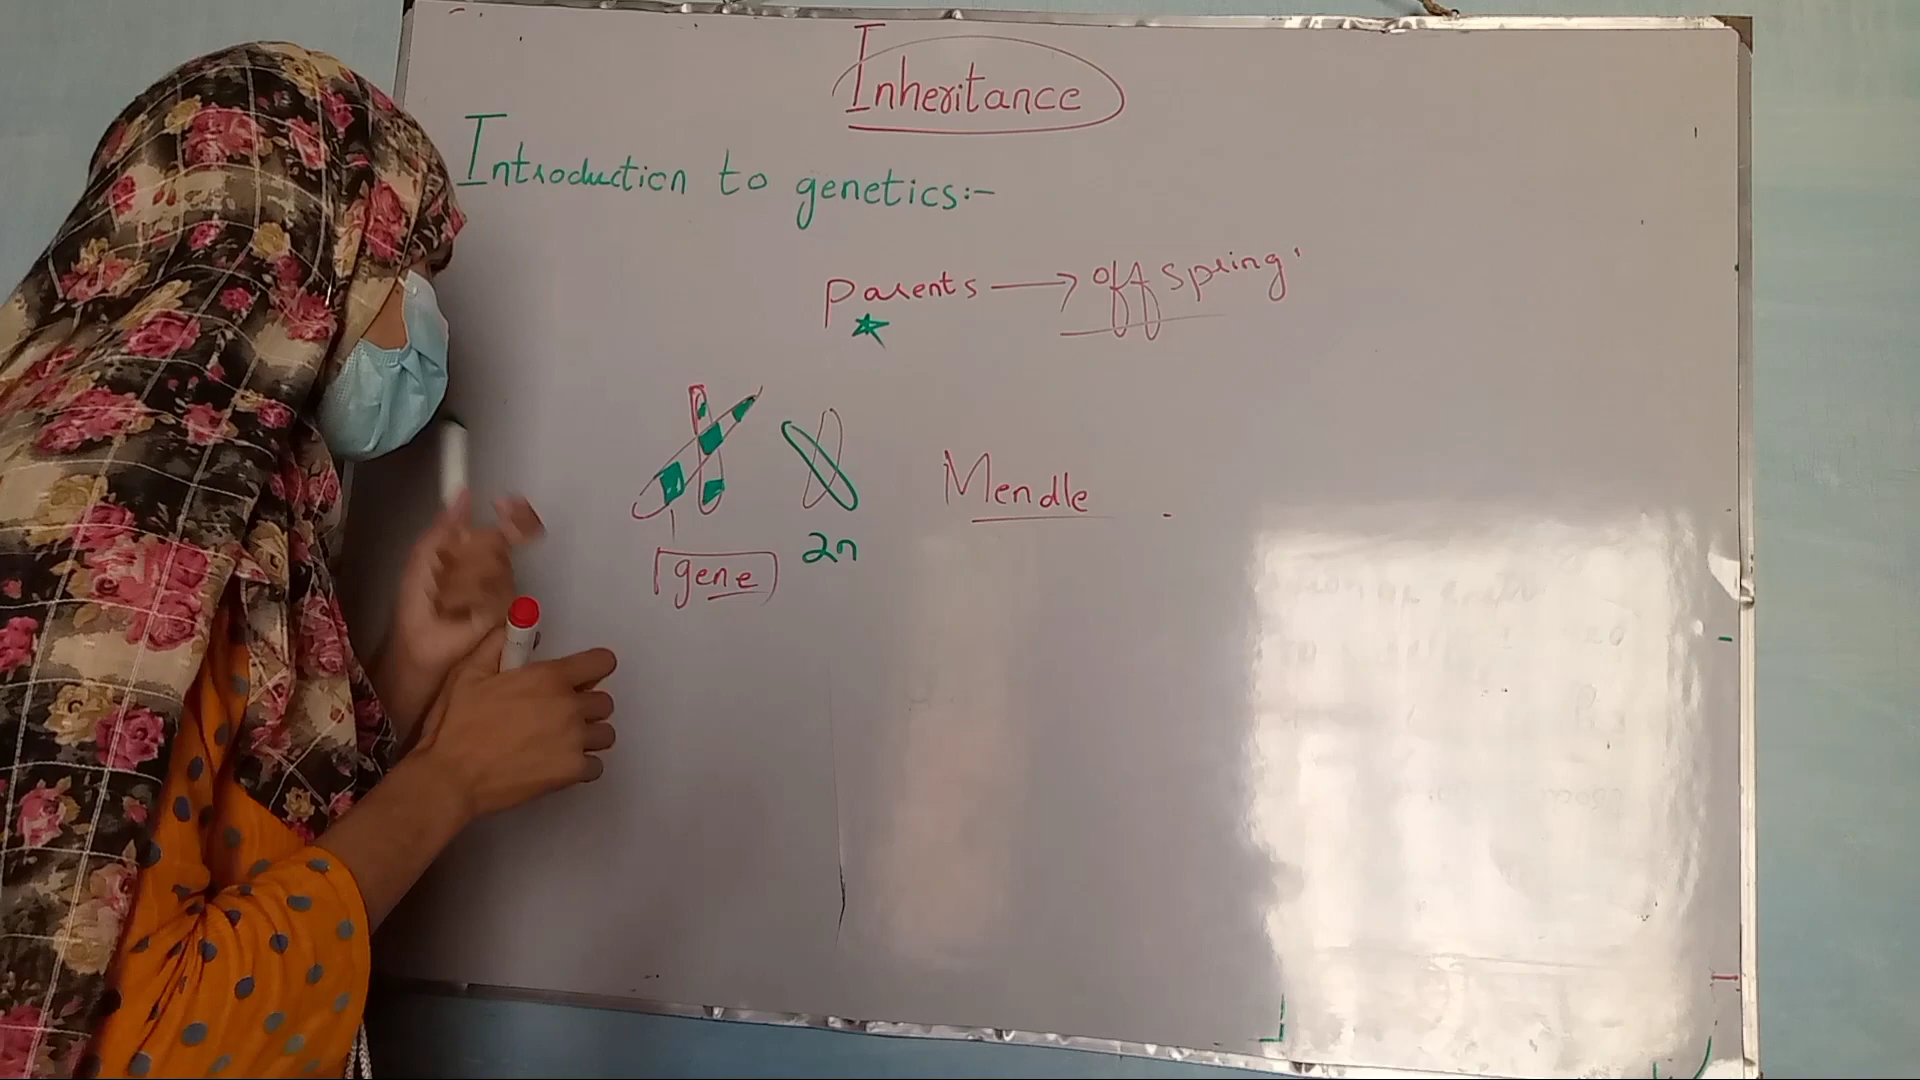 Inheritance
Introduction to genetics:-
Parents → off spring
Mendle
2n
gene